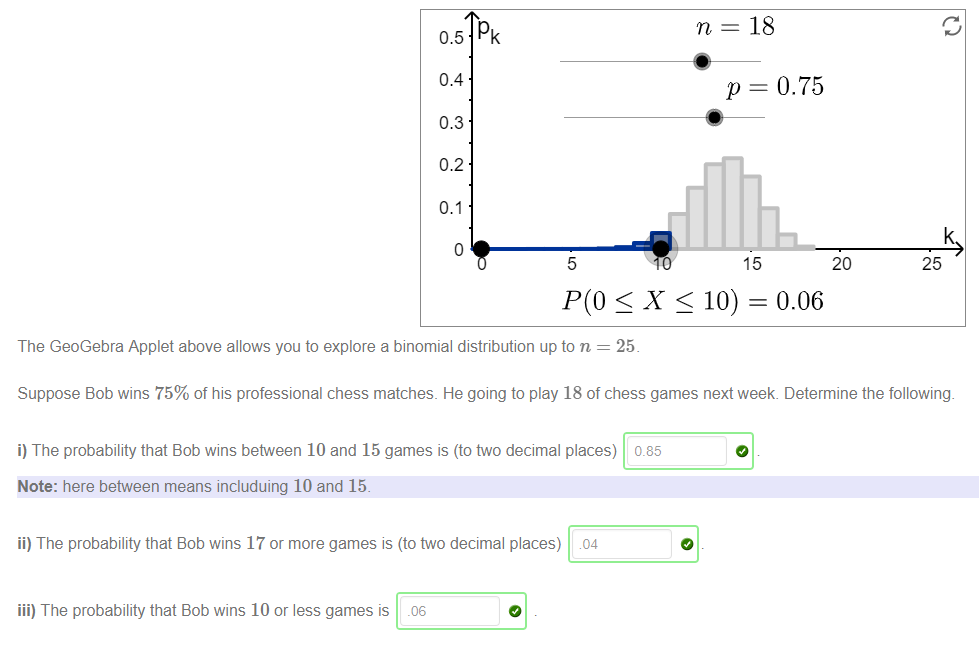 pk
n = 18
0.5
0.4
p = 0.75
0.3
0.2
0.1
0
k
0 5 10 15 20 25
P(0 ≤ X ≤ 10) = 0.06
The GeoGebra Applet above allows you to explore a binomial distribution up to n = 25.
Suppose Bob wins 75% of his professional chess matches. He going to play 18 of chess games next week. Determine the following.
i) The probability that Bob wins between 10 and 15 games is (to two decimal places) 0.85 .
Note: here between means includuing 10 and 15.
ii) The probability that Bob wins 17 or more games is (to two decimal places) .04 .
iii) The probability that Bob wins 10 or less games is .06 .